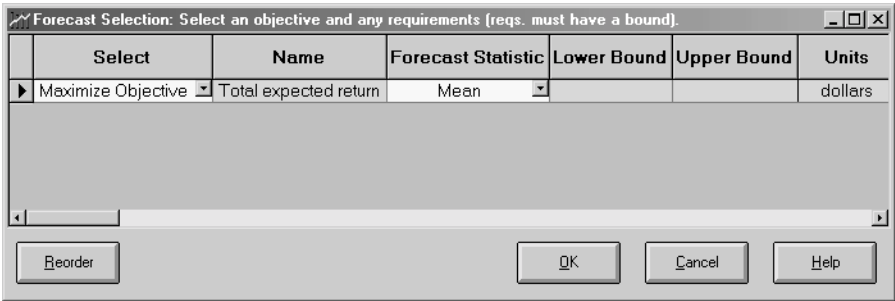 Forecast Selection: Select an objective and any requirements (reqs. must have a bound).
Select Name Forecast Statistic Lower Bound Upper Bound Units
Maximize Objective Total expected return Mean dollars
Reorder OK Cancel Help